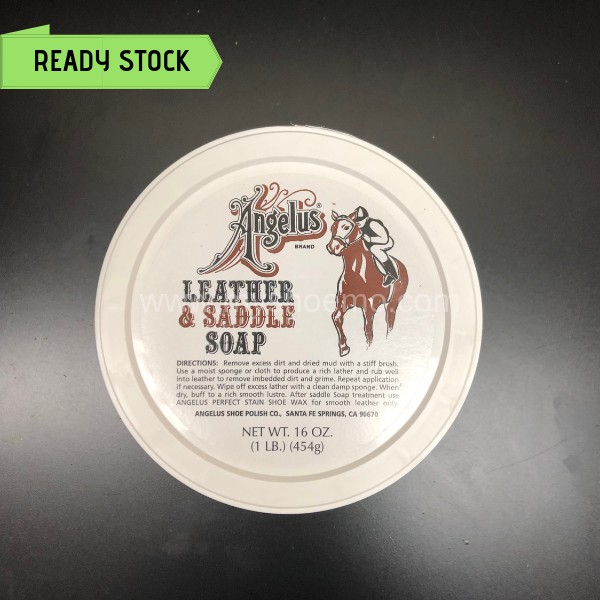 READY STOCK
Angelus®
BRAND
LEATHER
& SADDLE
SOAP
DIRECTIONS: Remove excess dirt and dried mud with a stiff brush.
Use a moist sponge or cloth to produce a rich lather and rub well
into leather to remove imbedded dirt and grime. Repeat application
if necessary. Wipe off excess lather with a clean damp sponge. When
dry, buff to a rich smooth lustre. After saddle Soap treatment use
ANGELUS PERFECT STAIN SHOE WAX for smooth leather only.
ANGELUS SHOE POLISH CO., SANTA FE SPRINGS, CA 90670
NET WT. 16 OZ.
(1 LB.) (454g)